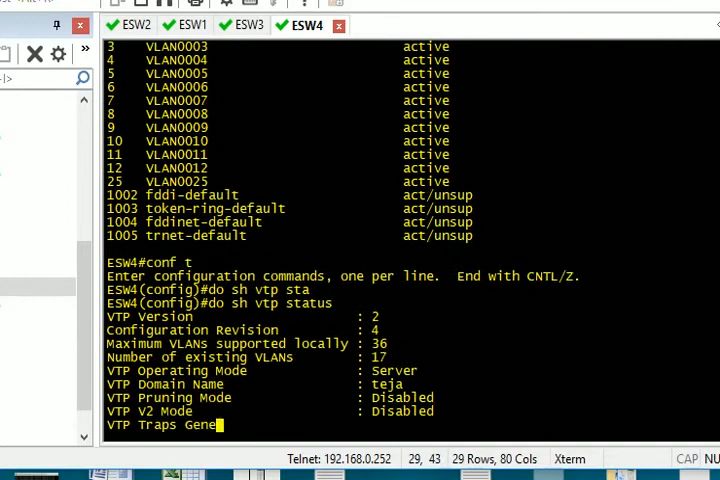 ESW2 ESW1 ESW3 ESW4
3 VLAN0003 active
4 VLAN0004 active
5 VLAN0005 active
6 VLAN0006 active
7 VLAN0007 active
8 VLAN0008 active
9 VLAN0009 active
10 VLAN0010 active
11 VLAN0011 active
12 VLAN0012 active
25 VLAN0025 active
1002 fddi-default act/unsup
1003 token-ring-default act/unsup
1004 fddinet-default act/unsup
1005 trnet-default act/unsup
ESW4#conf t
Enter configuration commands, one per line. End with CNTL/Z.
ESW4(config)#do sh vtp sta
ESW4(config)#do sh vtp status
VTP Version : 2
Configuration Revision : 4
Maximum VLANs supported locally : 36
Number of existing VLANs : 17
VTP Operating Mode : Server
VTP Domain Name : teja
VTP Pruning Mode : Disabled
VTP V2 Mode : Disabled
VTP Traps Gene
Telnet: 192.168.0.252 29, 43 29 Rows, 80 Cols Xterm CAP NU